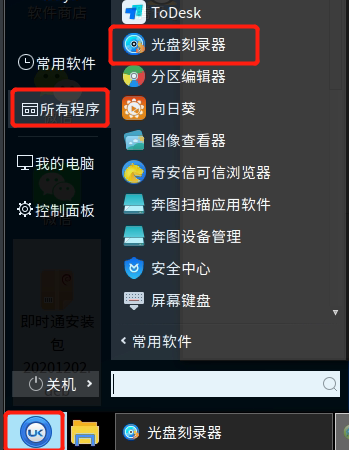 软件商店
ToDesk
光盘刻录器
常用软件
分区编辑器
所有程序
向日葵
图像查看器
我的电脑
奇安信可信浏览器
控制面板
奔图扫描应用软件
奔图设备管理
安全中心
屏幕键盘
即时通安装
包
20201202.
常用软件
关机
UK
光盘刻录器